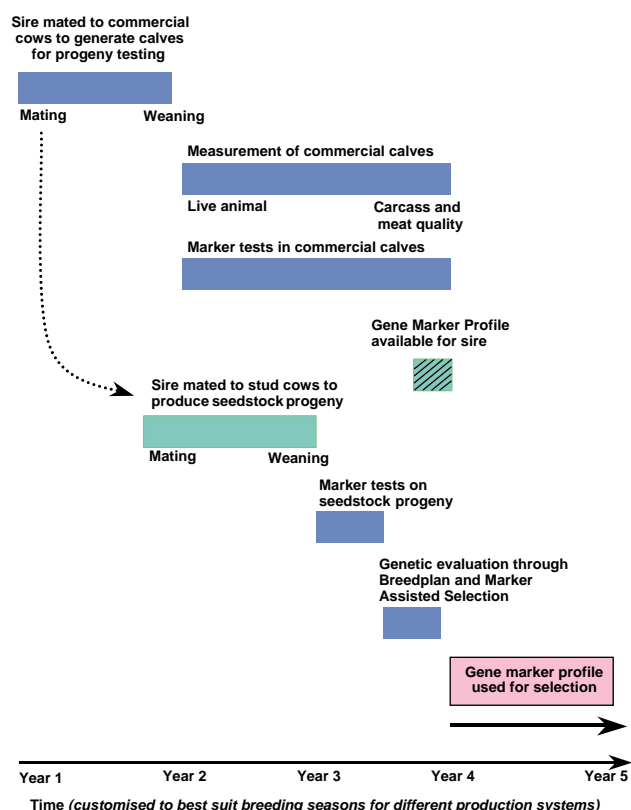 Sire mated to commercial
cows to generate calves
for progeny testing
Mating Weaning
Measurement of commercial calves
Live animal Carcass and
meat quality
Marker tests in commercial calves
Gene Marker Profile
available for sire
Sire mated to stud cows to
produce seedstock progeny
Mating Weaning
Marker tests on
seedstock progeny
Genetic evaluation through
Breedplan and Marker
Assisted Selection
Gene marker profile
used for selection
Year 1 Year 2 Year 3 Year 4 Year 5
Time (customised to best suit breeding seasons for different production systems)